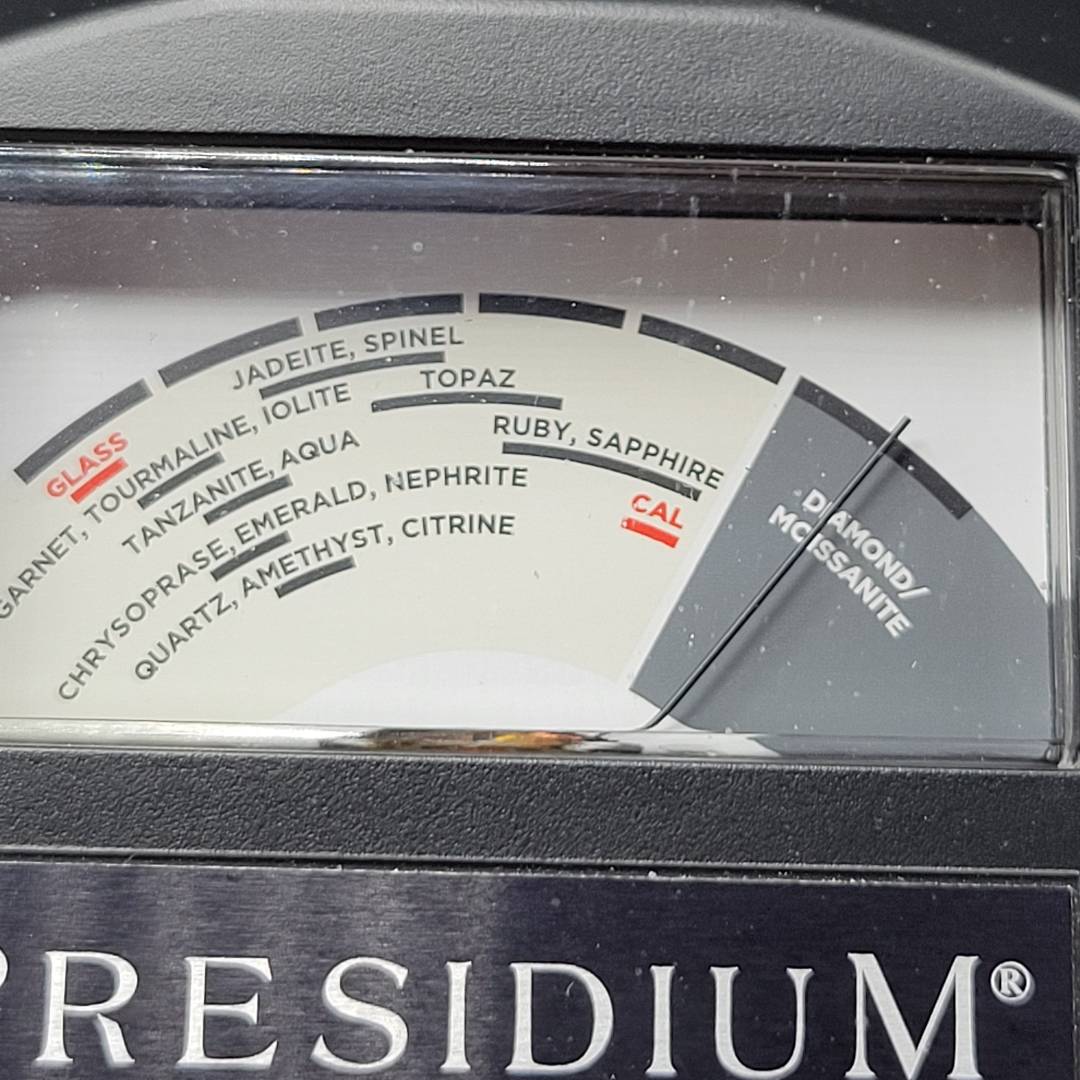 JADEITE, SPINEL
TOPAZ
GLASS
GARNET, TOURMALINE, IOLITE
RUBY, SAPPHIRE
TANZANITE, AQUA
CHRYSOPRASE, EMERALD, NEPHRITE
CAL
QUARTZ, AMETHYST, CITRINE
DIAMOND/
MOISSANITE
PRESIDIUM®